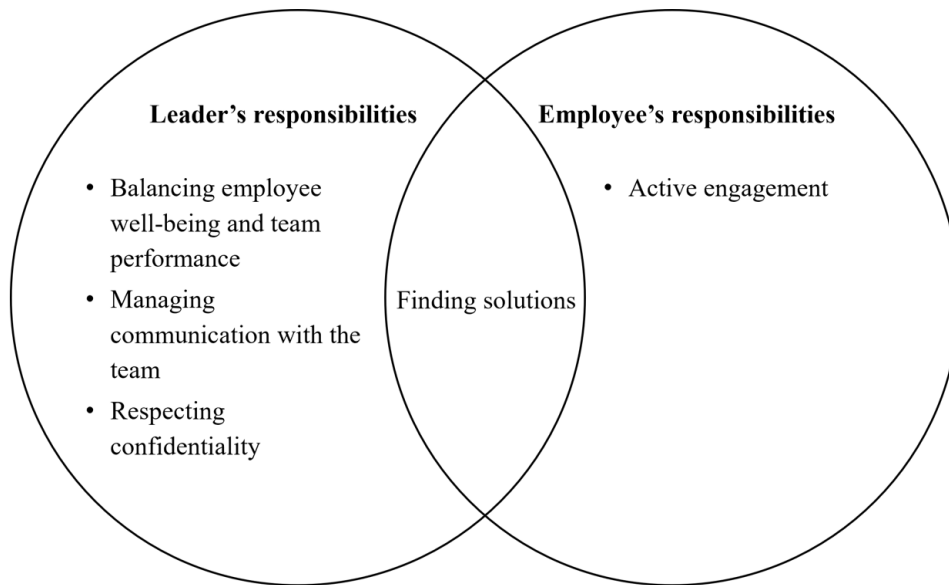 Leader’s responsibilities
• Balancing employee
well-being and team
performance
• Managing
communication with the
team
• Respecting
confidentiality
Finding solutions
Employee’s responsibilities
• Active engagement